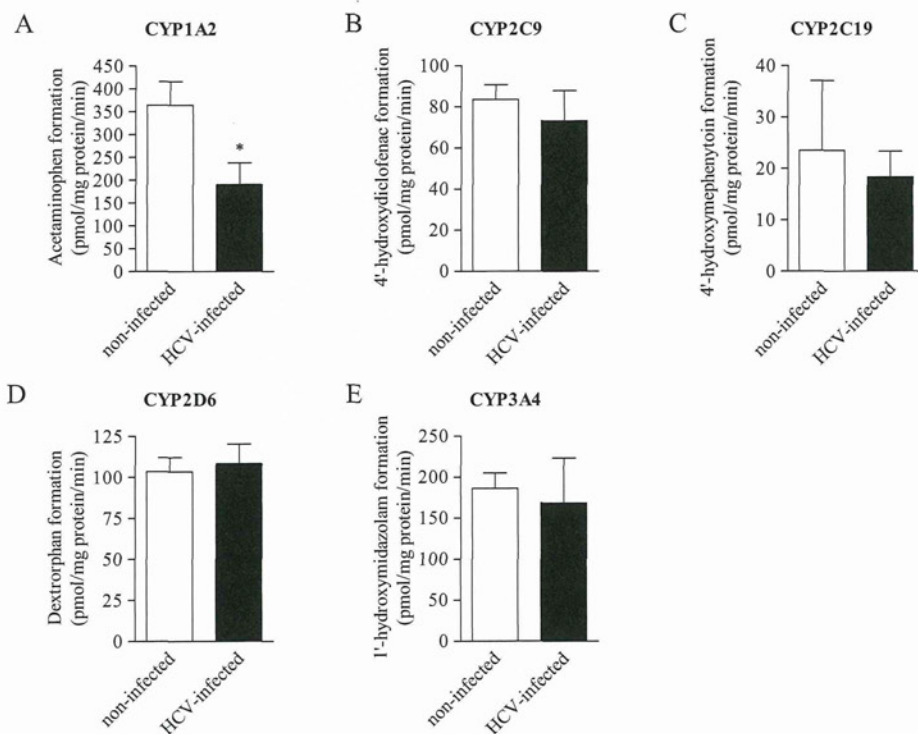 A
CYP1A2
Acetaminophen formation
(pmol/mg protein/min)
450
400
350
300
250
200
150
100
50
0
*
non-infected
HCV-infected
B
CYP2C9
4'-hydroxydiclofenac formation
(pmol/mg protein/min)
100
80
60
40
20
0
non-infected
HCV-infected
C
CYP2C19
4'-hydroxymephenytoin formation
(pmol/mg protein/min)
40
30
20
10
0
non-infected
HCV-infected
D
CYP2D6
Dextrorphan formation
(pmol/mg protein/min)
125
100
75
50
25
0
non-infected
HCV-infected
E
CYP3A4
1'-hydroxymidazolam formation
(pmol/mg protein/min)
250
200
150
100
50
0
non-infected
HCV-infected